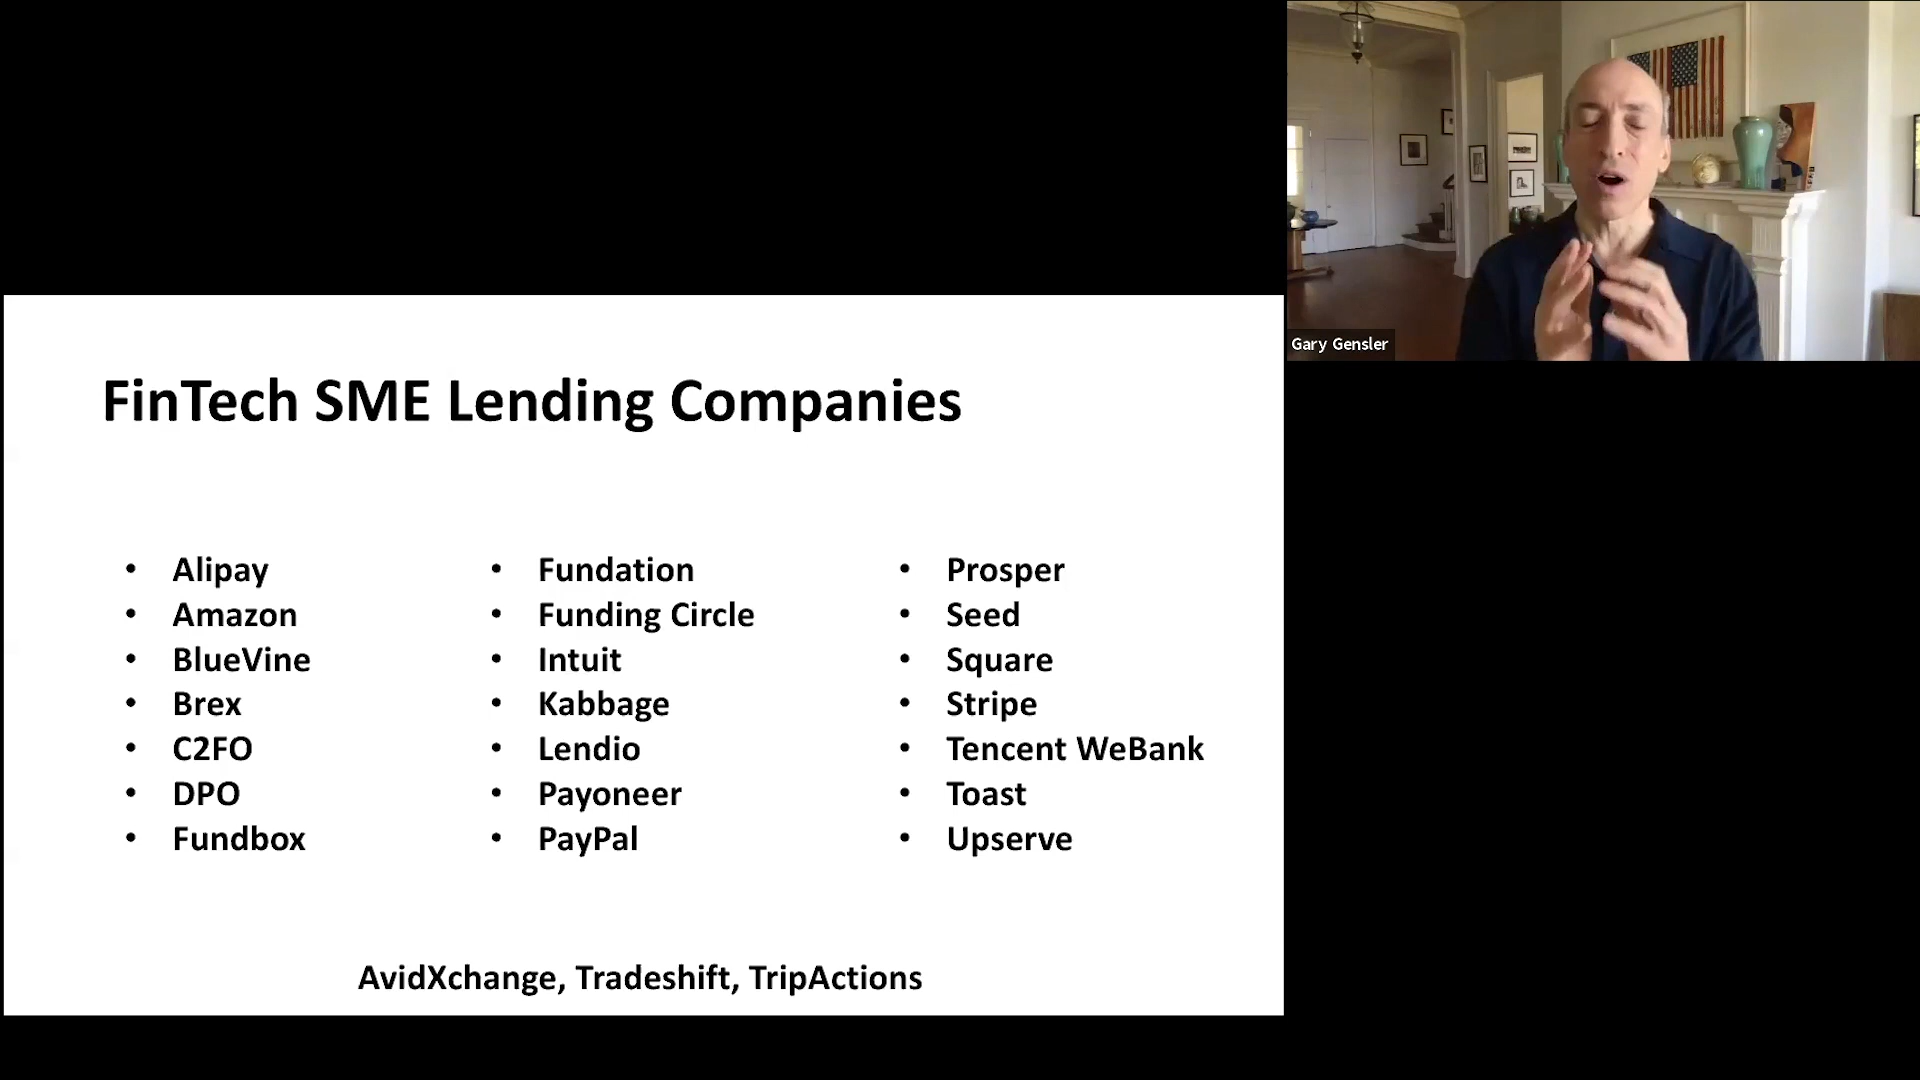 Gary Gensler
FinTech SME Lending Companies
• Alipay
• Amazon
• BlueVine
• Brex
• C2FO
• DPO
• Fundbox
• Fundation
• Funding Circle
• Intuit
• Kabbage
• Lendio
• Payoneer
• PayPal
• Prosper
• Seed
• Square
• Stripe
• Tencent WeBank
• Toast
• Upserve
AvidXchange, Tradeshift, TripActions